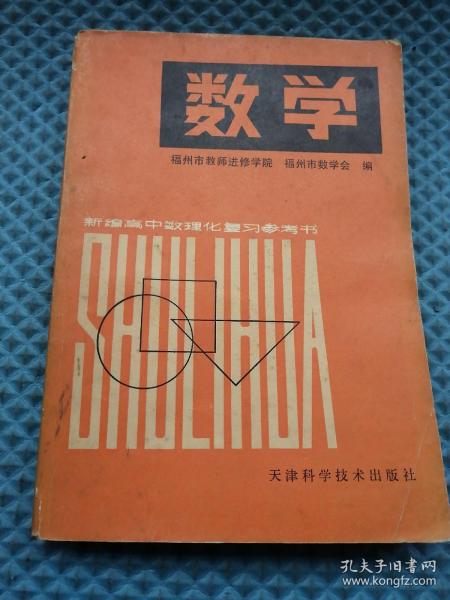 数学
福州市教师进修学院 福州市数学会 编
新编高中数理化复习参考书
SHULIHUA
天津科学技术出版社
孔夫子旧书网
www.kongfz.com